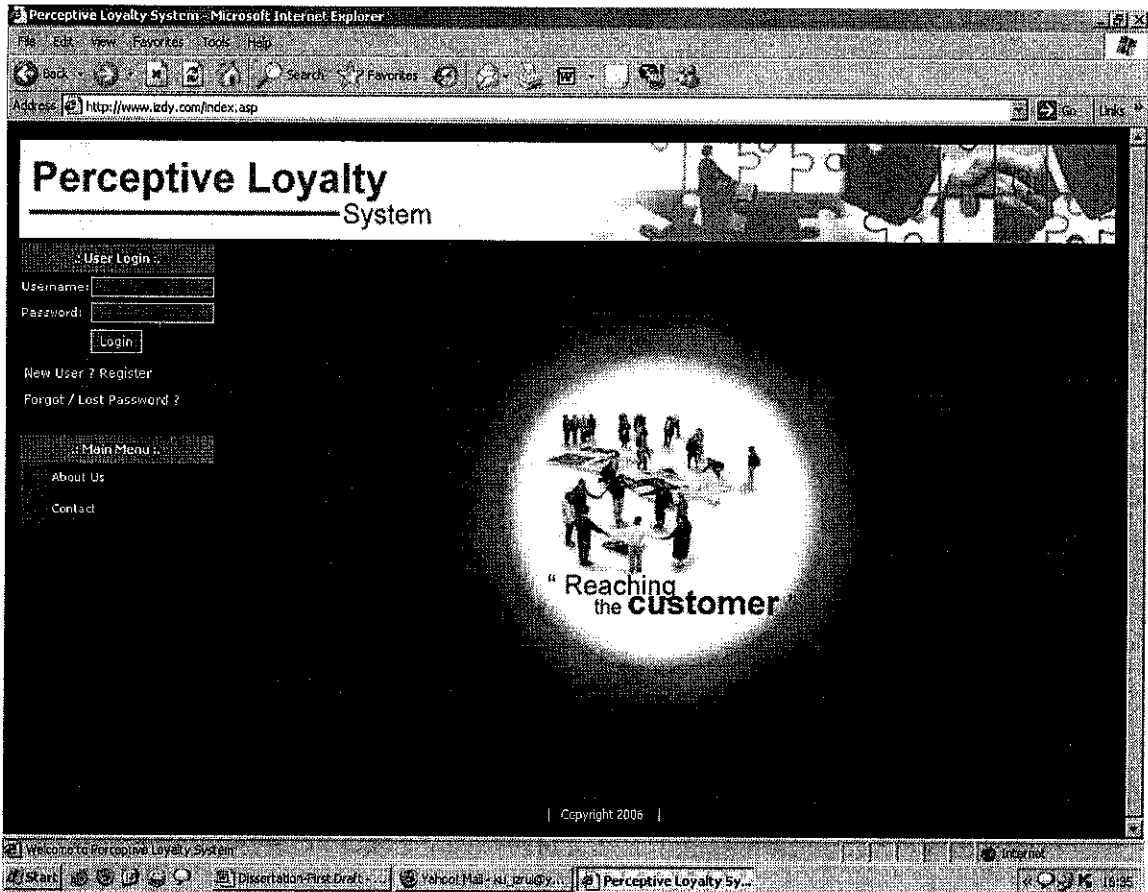 Perceptive Loyalty System - Microsoft Internet Explorer
File Edit View Favorites Tools Help
Back Search Favorites
Address http://www.izdy.com/index.asp Go Links
Perceptive Loyalty
System
.: User Login :.
Username:
Password:
Login
New User ? Register
Forgot / Lost Password ?
.: Main Menu :.
About Us
Contact
“ Reaching
the customer
| Copyright 2006 |
Welcome to Perceptive Loyalty System
Internet
Start Dissertation-First Draft - ... Yahoo! Mail - Perceptive Loyalty Sy...